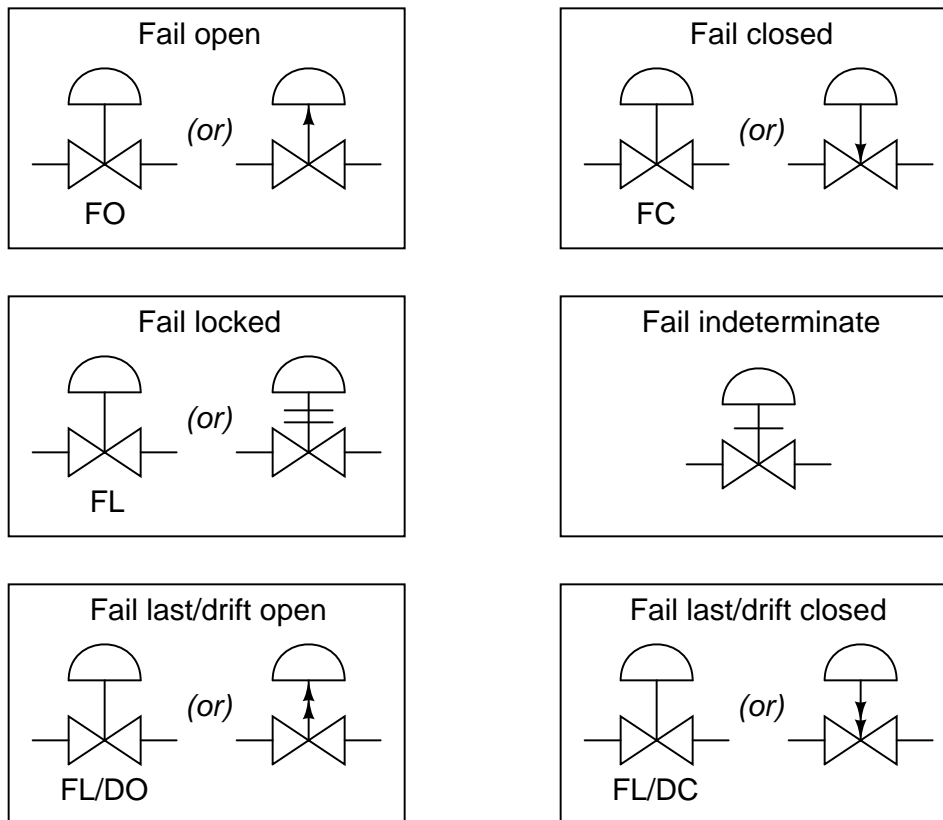 Fail open
(or)
FO
Fail closed
(or)
FC
Fail locked
(or)
FL
Fail indeterminate
Fail last/drift open
(or)
FL/DO
Fail last/drift closed
(or)
FL/DC